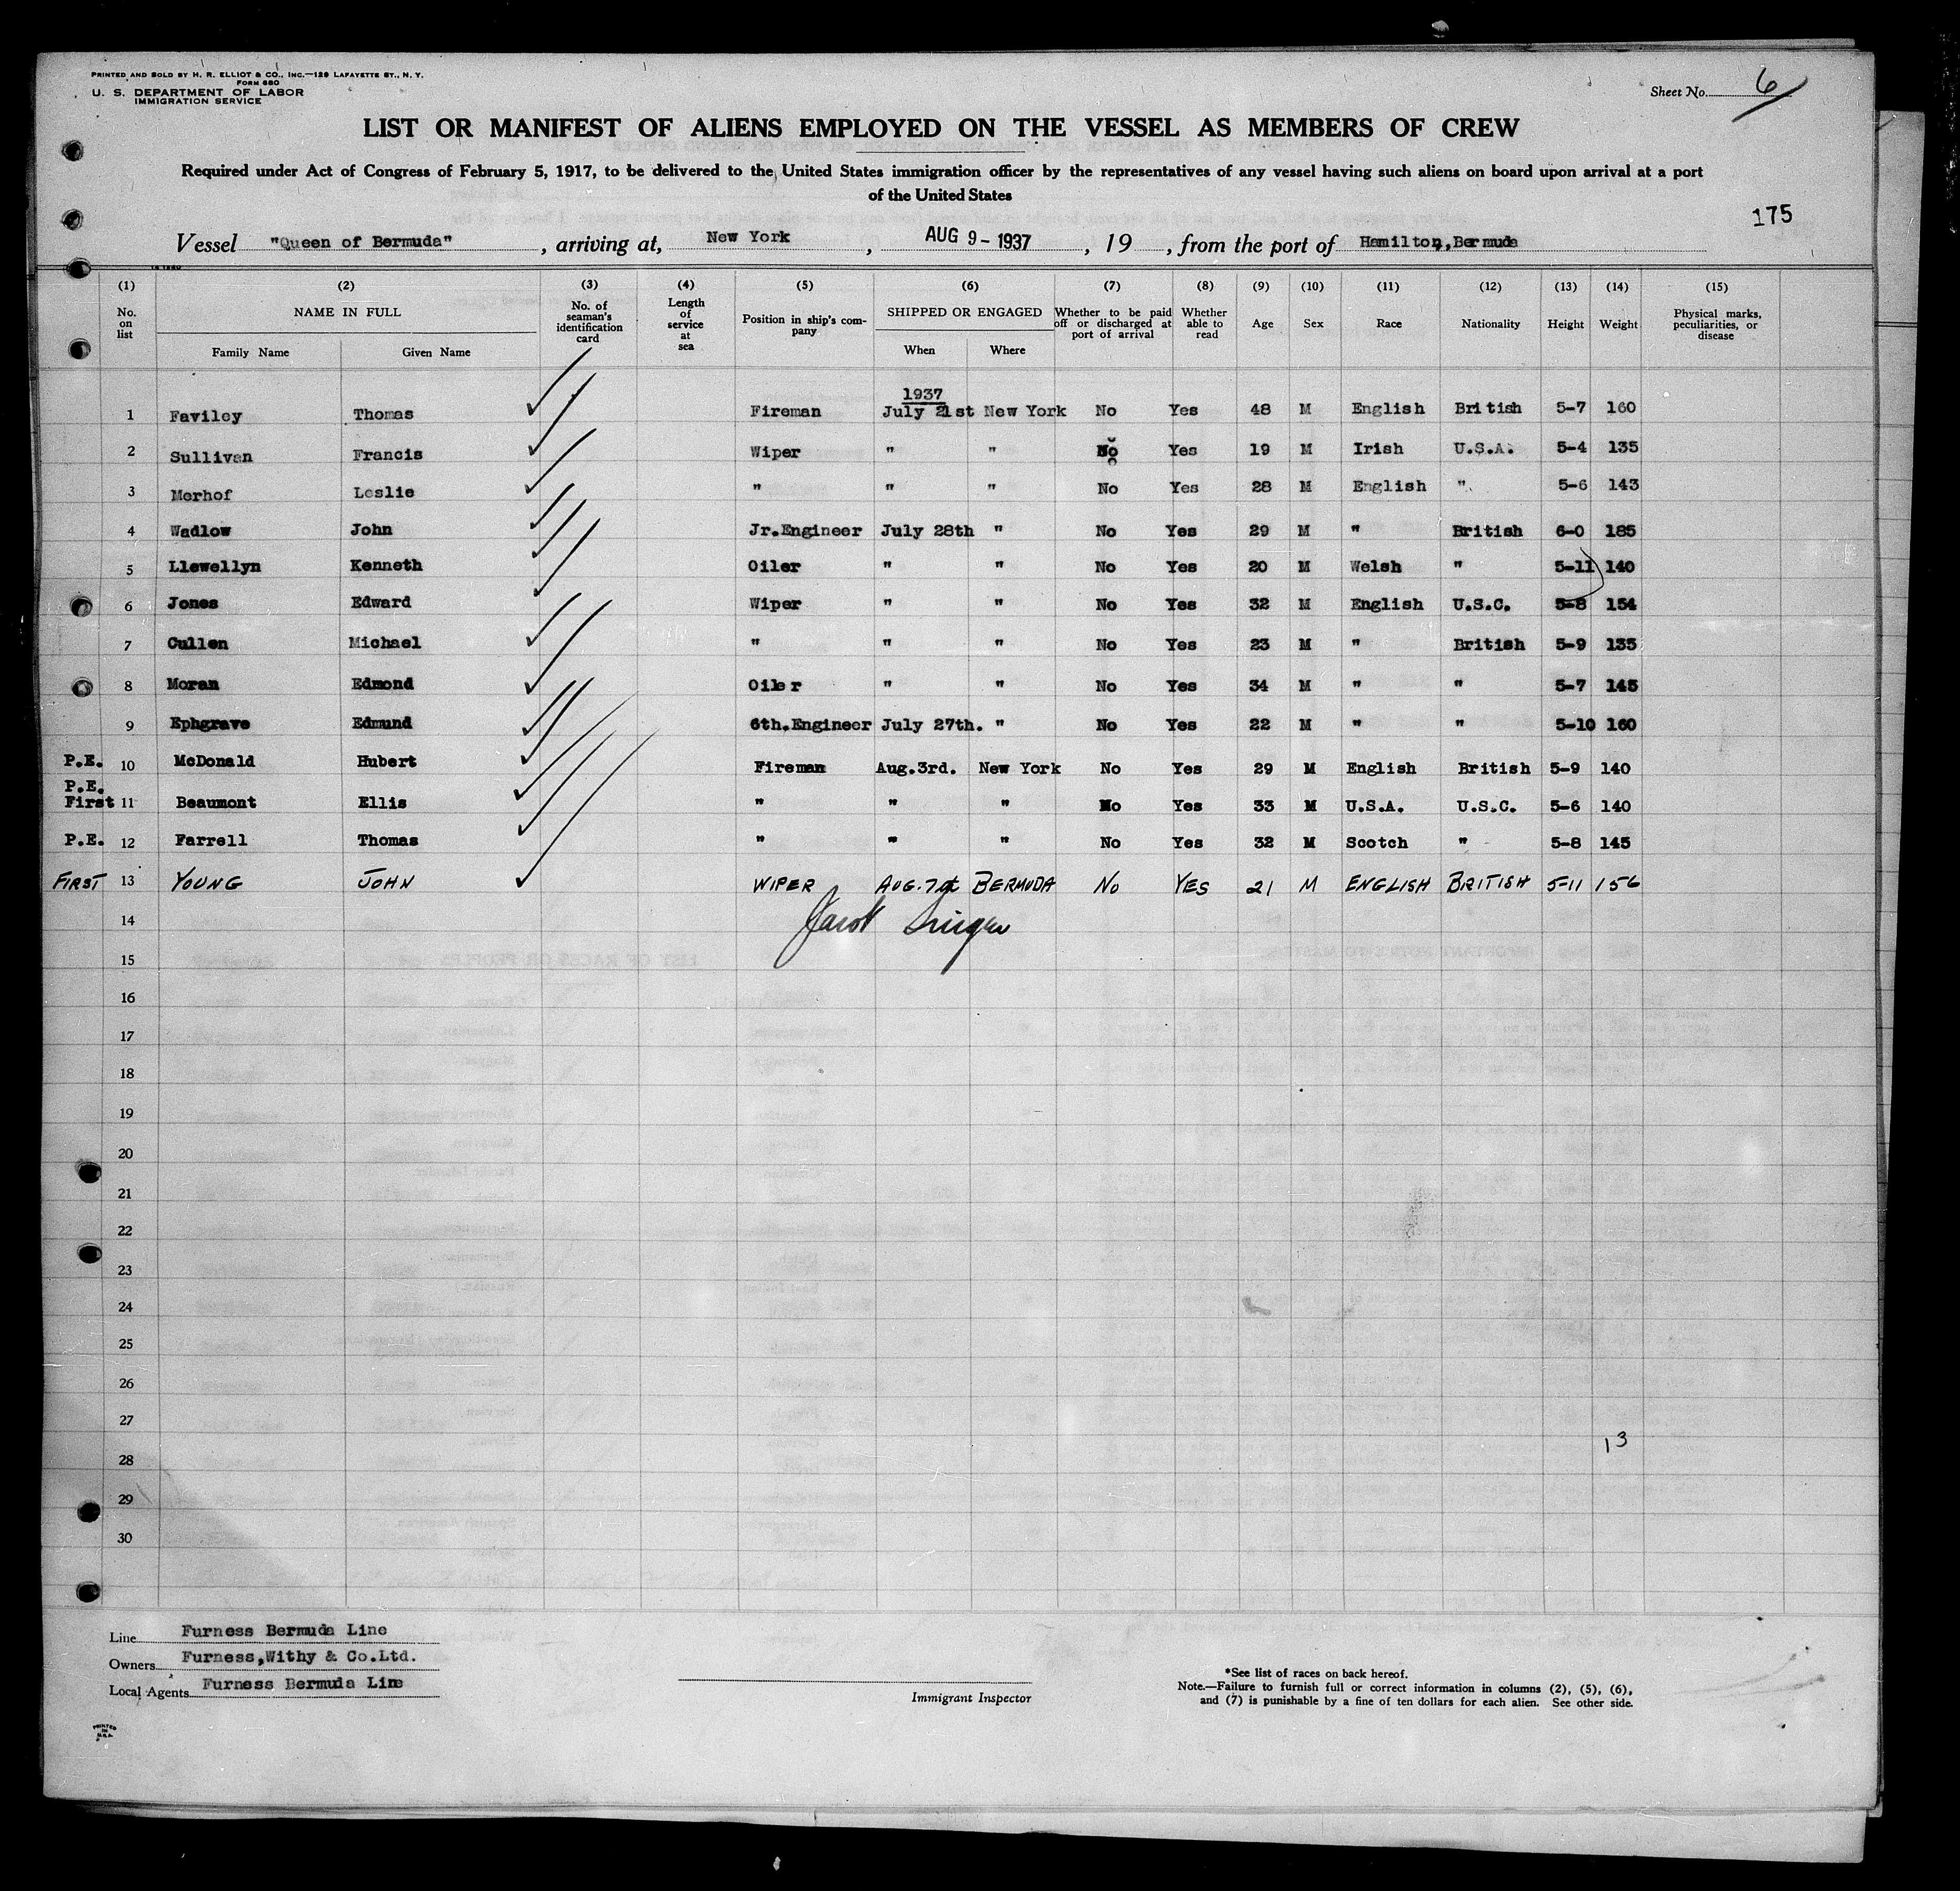 PRINTED AND SOLD BY H. R. ELLIOT & CO., INC.—129 LAFAYETTE ST., N. Y.
FORM 680
U. S. DEPARTMENT OF LABOR
IMMIGRATION SERVICE
Sheet No. 6
LIST OR MANIFEST OF ALIENS EMPLOYED ON THE VESSEL AS MEMBERS OF CREW
Required under Act of Congress of February 5, 1917, to be delivered to the United States immigration officer by the representatives of any vessel having such aliens on board upon arrival at a port
of the United States
175
Vessel "Queen of Bermuda", arriving at, New York, AUG 9-1937, 19, from the port of Hamilton, Bermuda
(1) (2) (3) (4) (5) (6) (7) (8) (9) (10) (11) (12) (13) (14) (15)
No. on list NAME IN FULL No. of seaman's identification card Length of service at sea Position in ship's company SHIPPED OR ENGAGED Whether to be paid off or discharged at port of arrival Whether able to read Age Sex Race Nationality Height Weight Physical marks, peculiarities, or disease
Family Name Given Name When Where
1937
1 Faviley Thomas Fireman July 21st New York No Yes 48 M English British 5-7 160
2 Sullivan Francis Wiper " " No Yes 19 M Irish U.S.A. 5-4 135
3 Merhof Leslie " " " No Yes 28 M English " 5-6 143
4 Wadlow John Jr.Engineer July 28th " No Yes 29 M " British 6-0 185
5 Llewellyn Kenneth Oiler " " No Yes 20 M Welsh " 5-11 140
6 Jones Edward Wiper " " No Yes 32 M English U.S.C. 5-8 154
7 Cullen Michael " " " No Yes 23 M " British 5-9 135
8 Moran Edmond Oiler " " No Yes 34 M " " 5-7 145
9 Ephgrave Edmund 6th.Engineer July 27th. " No Yes 22 M " " 5-10 160
P.E. 10 McDonald Hubert Fireman Aug.3rd. New York No Yes 29 M English British 5-9 140
P.E.
First 11 Beaumont Ellis " " " No Yes 33 M U.S.A. U.S.C. 5-6 140
P.E. 12 Farrell Thomas " " " No Yes 32 M Scotch " 5-8 145
FIRST 13 YOUNG JOHN WIPER AUG. 7 BERMUDA No YES 21 M ENGLISH BRITISH 5-11 156
14
15
16
17
18
19
20
21
22
23
24
25
26
27
13
28
29
30
Line Furness Bermuda Line
Owners Furness,Withy & Co.Ltd.
Local Agents Furness Bermuda Line
Immigrant Inspector
*See list of races on back hereof.
Note.—Failure to furnish full or correct information in columns (2), (5), (6),
and (7) is punishable by a fine of ten dollars for each alien. See other side.
PRINTED
IN
U.S.A.